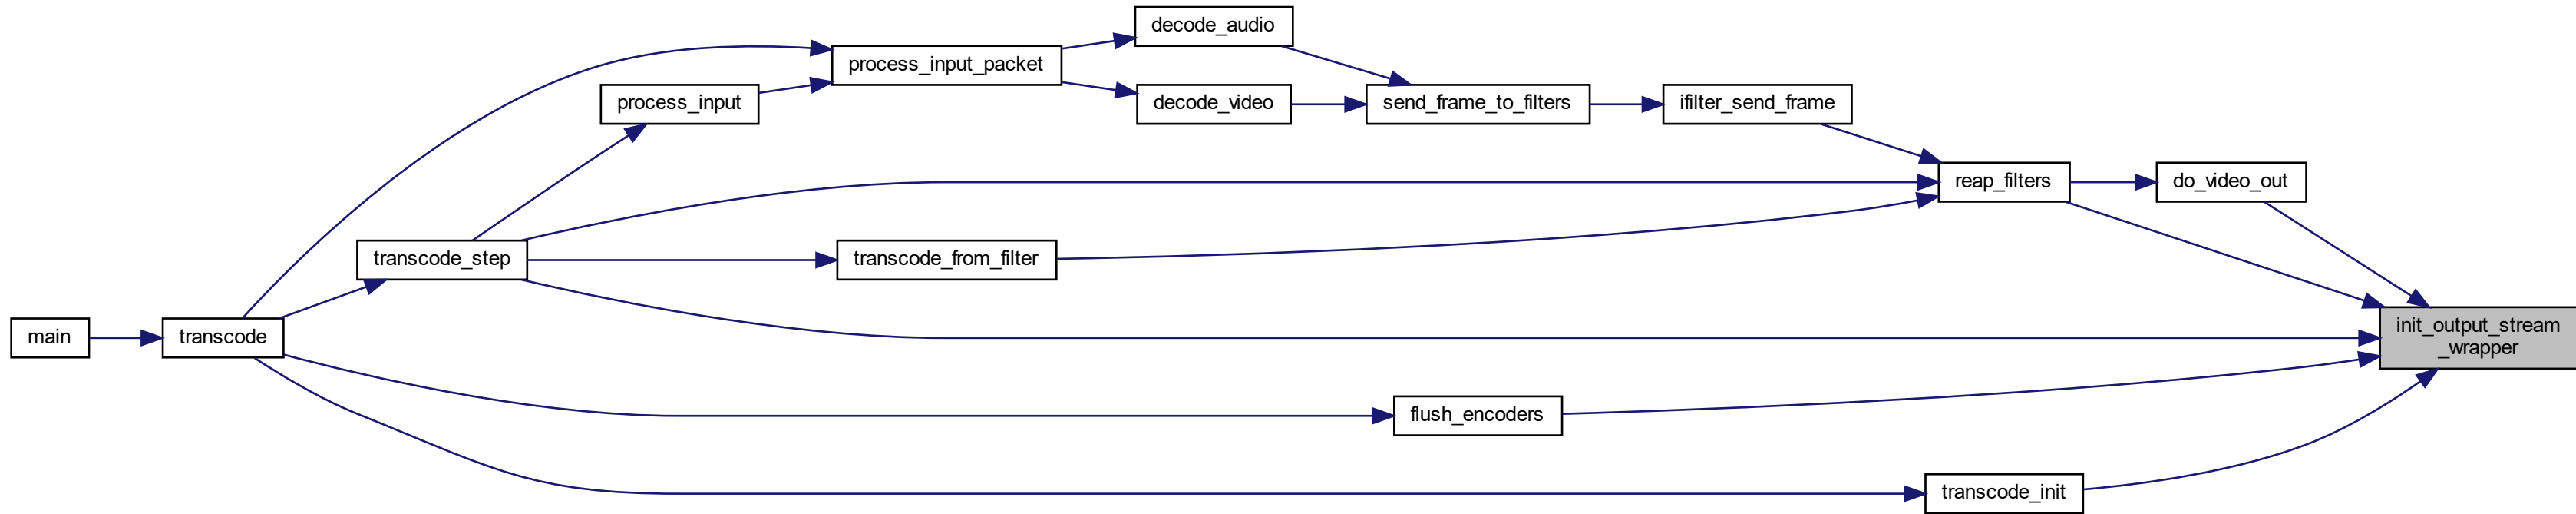 decode_audio
process_input_packet
process_input
decode_video
send_frame_to_filters
ifilter_send_frame
reap_filters
do_video_out
transcode_step
transcode_from_filter
main
transcode
init_output_stream
_wrapper
flush_encoders
transcode_init